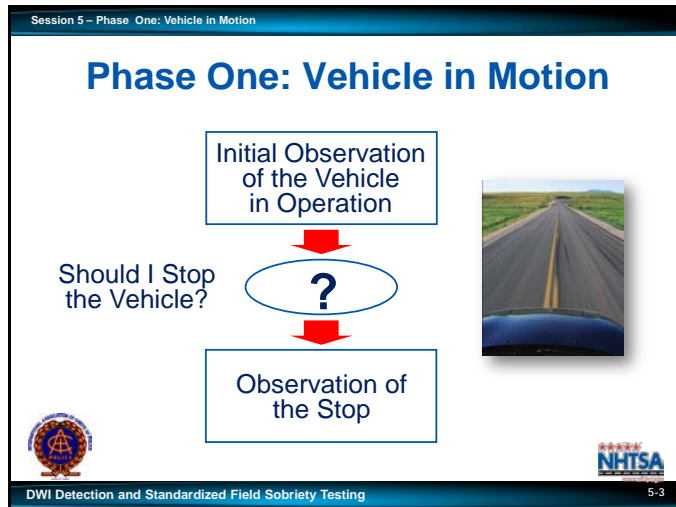 Session 5 – Phase One: Vehicle in Motion
Phase One: Vehicle in Motion
Initial Observation
of the Vehicle
in Operation
Should I Stop
the Vehicle?
?
Observation of
the Stop
POLICE
NHTSA
DWI Detection and Standardized Field Sobriety Testing
5-3